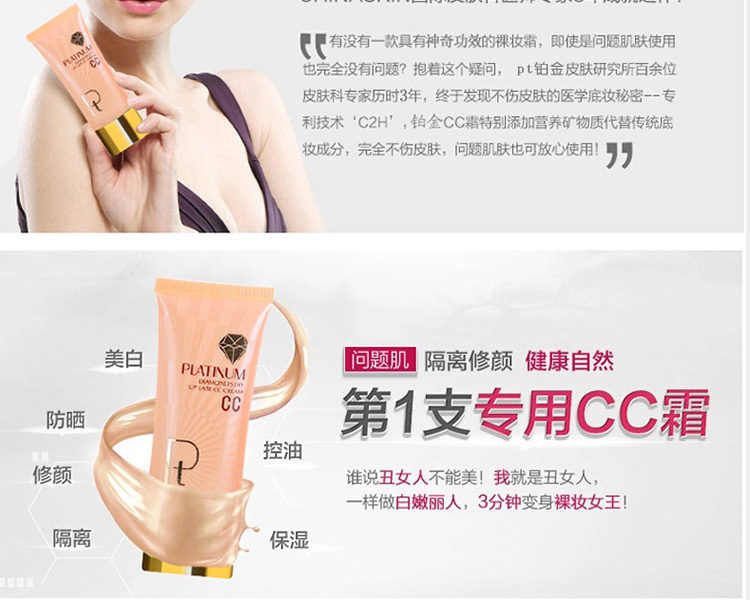 有没有一款具有神奇功效的裸妆霜，即使是问题肌肤使用
也完全没有问题？抱着这个疑问， pt铂金皮肤研究所百余位
皮肤科专家历时3年，终于发现不伤皮肤的医学底妆秘密--专
利技术‘C2H’,铂金CC霜特别添加营养矿物质代替传统底
妆成分，完全不伤皮肤，问题肌肤也可放心使用！
PLATINUM
CC
Pt
美白
防晒
修颜
隔离
控油
保湿
PLATINUM
DIAMOND STAY
UP LATE CC CREAM
CC
Pt
问题肌 隔离修颜 健康自然
第1支专用CC霜
谁说丑女人不能美！我就是丑女人，
一样做白嫩丽人，3分钟变身裸妆女王！